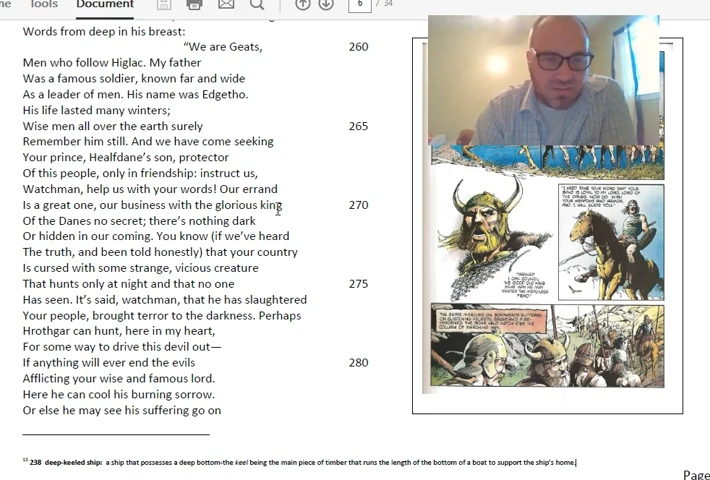 Tools
Document
6 / 34
Words from deep in his breast:
“We are Geats, 260
Men who follow Higlac. My father
Was a famous soldier, known far and wide
As a leader of men. His name was Edgetho.
His life lasted many winters;
Wise men all over the earth surely 265
Remember him still. And we have come seeking
Your prince, Healfdane’s son, protector
Of this people, only in friendship: instruct us,
Watchman, help us with your words! Our errand
Is a great one, our business with the glorious king 270
Of the Danes no secret; there’s nothing dark
Or hidden in our coming. You know (if we’ve heard
The truth, and been told honestly) that your country
Is cursed with some strange, vicious creature
That hunts only at night and that no one 275
Has seen. It’s said, watchman, that he has slaughtered
Your people, brought terror to the darkness. Perhaps
Hrothgar can hunt, here in my heart,
For some way to drive this devil out—
If anything will ever end the evils 280
Afflicting your wise and famous lord.
Here he can cool his burning sorrow.
Or else he may see his suffering go on
13 238 deep-keeled ship: a ship that possesses a deep bottom-the keel being the main piece of timber that runs the length of the bottom of a boat to support the ship’s home.
Page